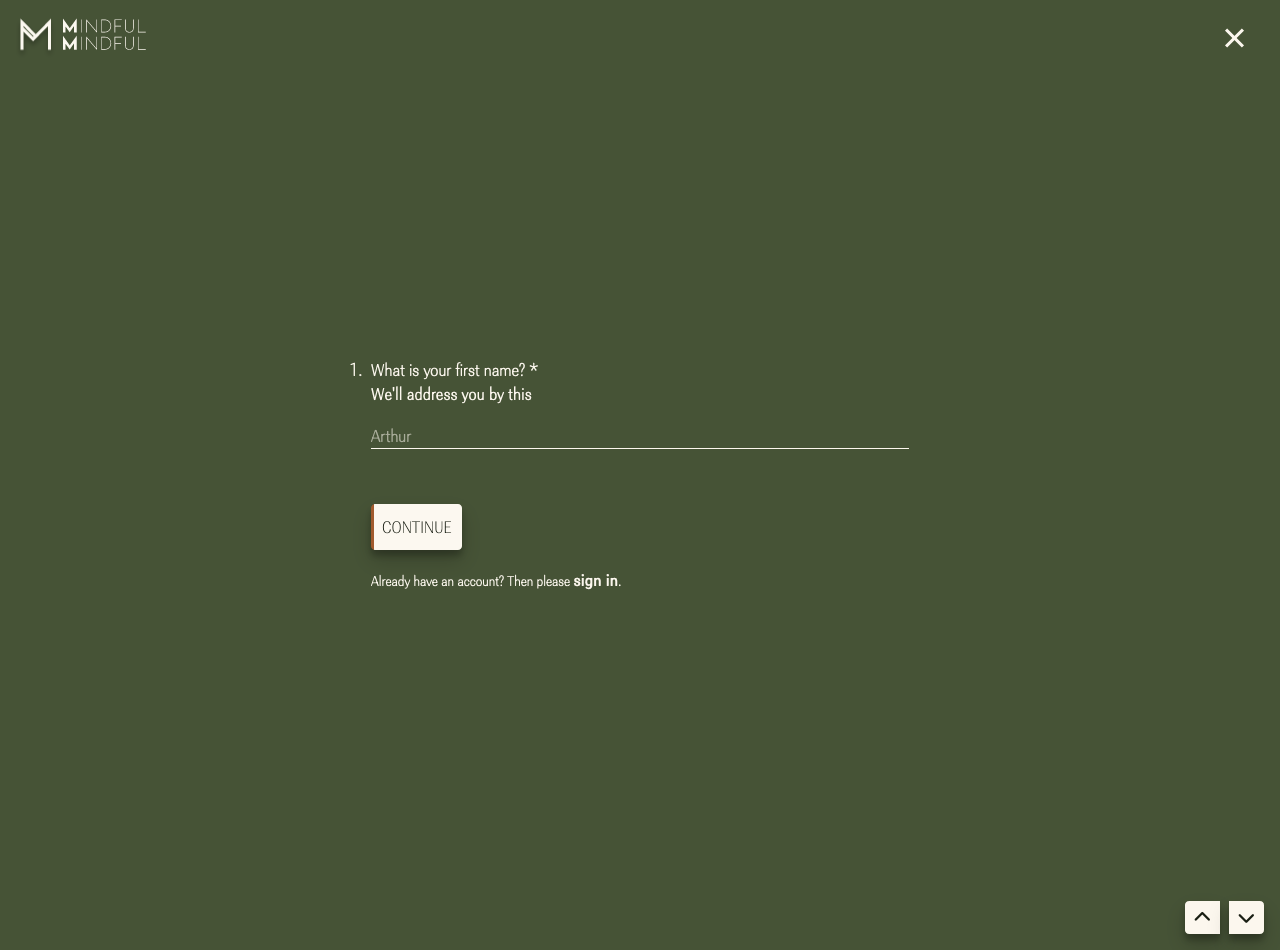 MINDFUL
MINDFUL
1. What is your first name? *
We'll address you by this
Arthur
CONTINUE
Already have an account? Then please sign in.